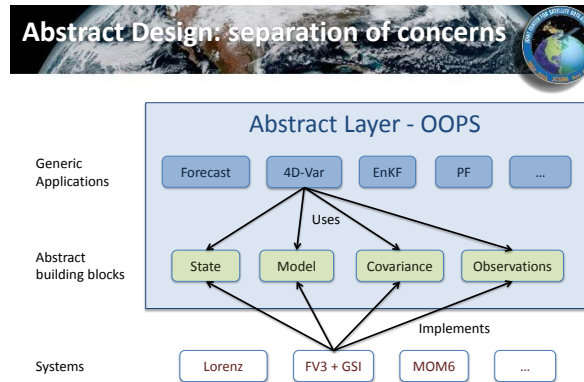 Abstract Design: separation of concerns
Abstract Layer - OOPS
Generic
Applications
Forecast
4D-Var
EnKF
PF
...
Uses
Abstract
building blocks
State
Model
Covariance
Observations
Implements
Systems
Lorenz
FV3 + GSI
MOM6
...